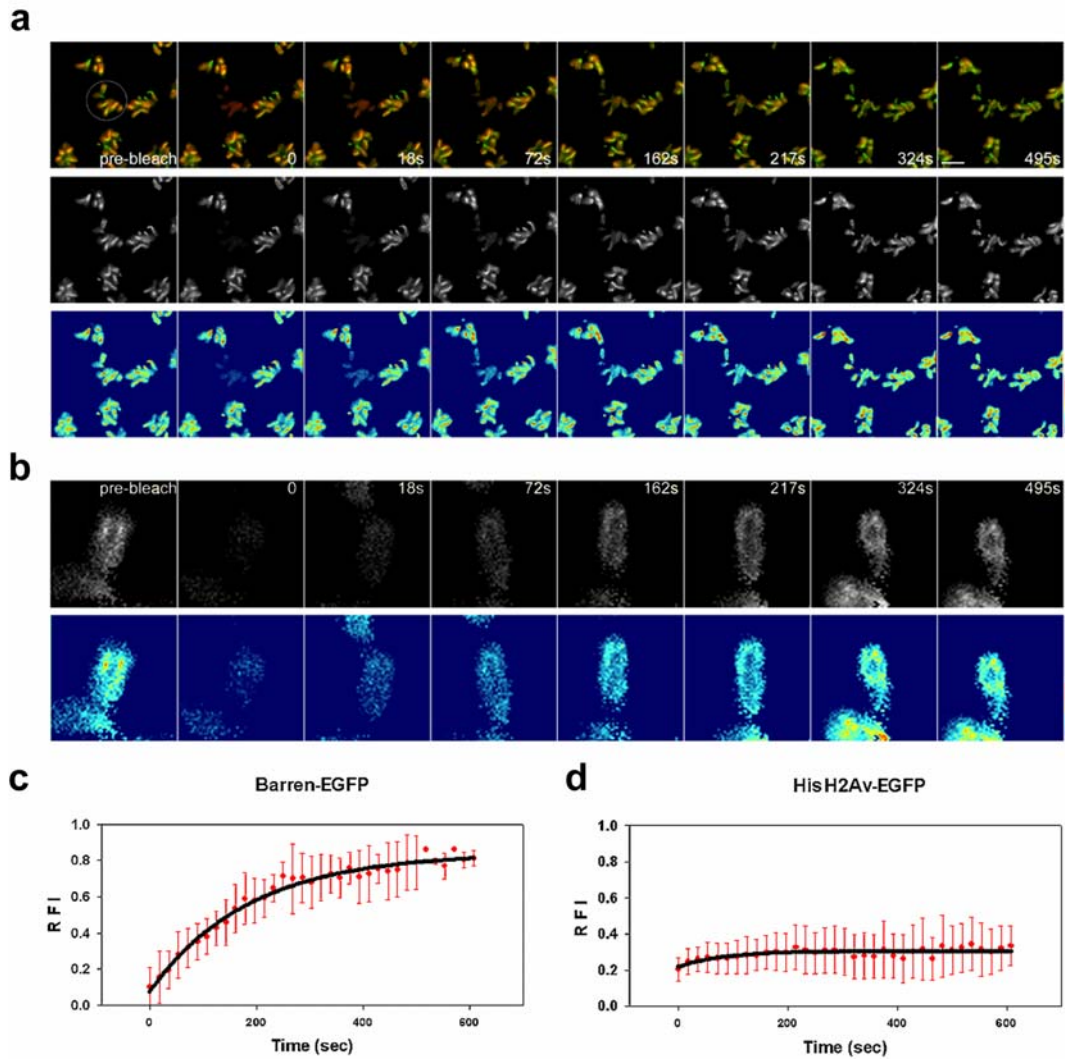 a
pre-bleach 0 18s 72s 162s 217s 324s 495s
b
pre-bleach 0 18s 72s 162s 217s 324s 495s
c
Barren-EGFP
1.0
0.8
0.6
0.4
0.2
0.0
R F I
0 200 400 600
Time (sec)
d
HisH2Av-EGFP
1.0
0.8
0.6
0.4
0.2
0.0
R F I
0 200 400 600
Time (sec)